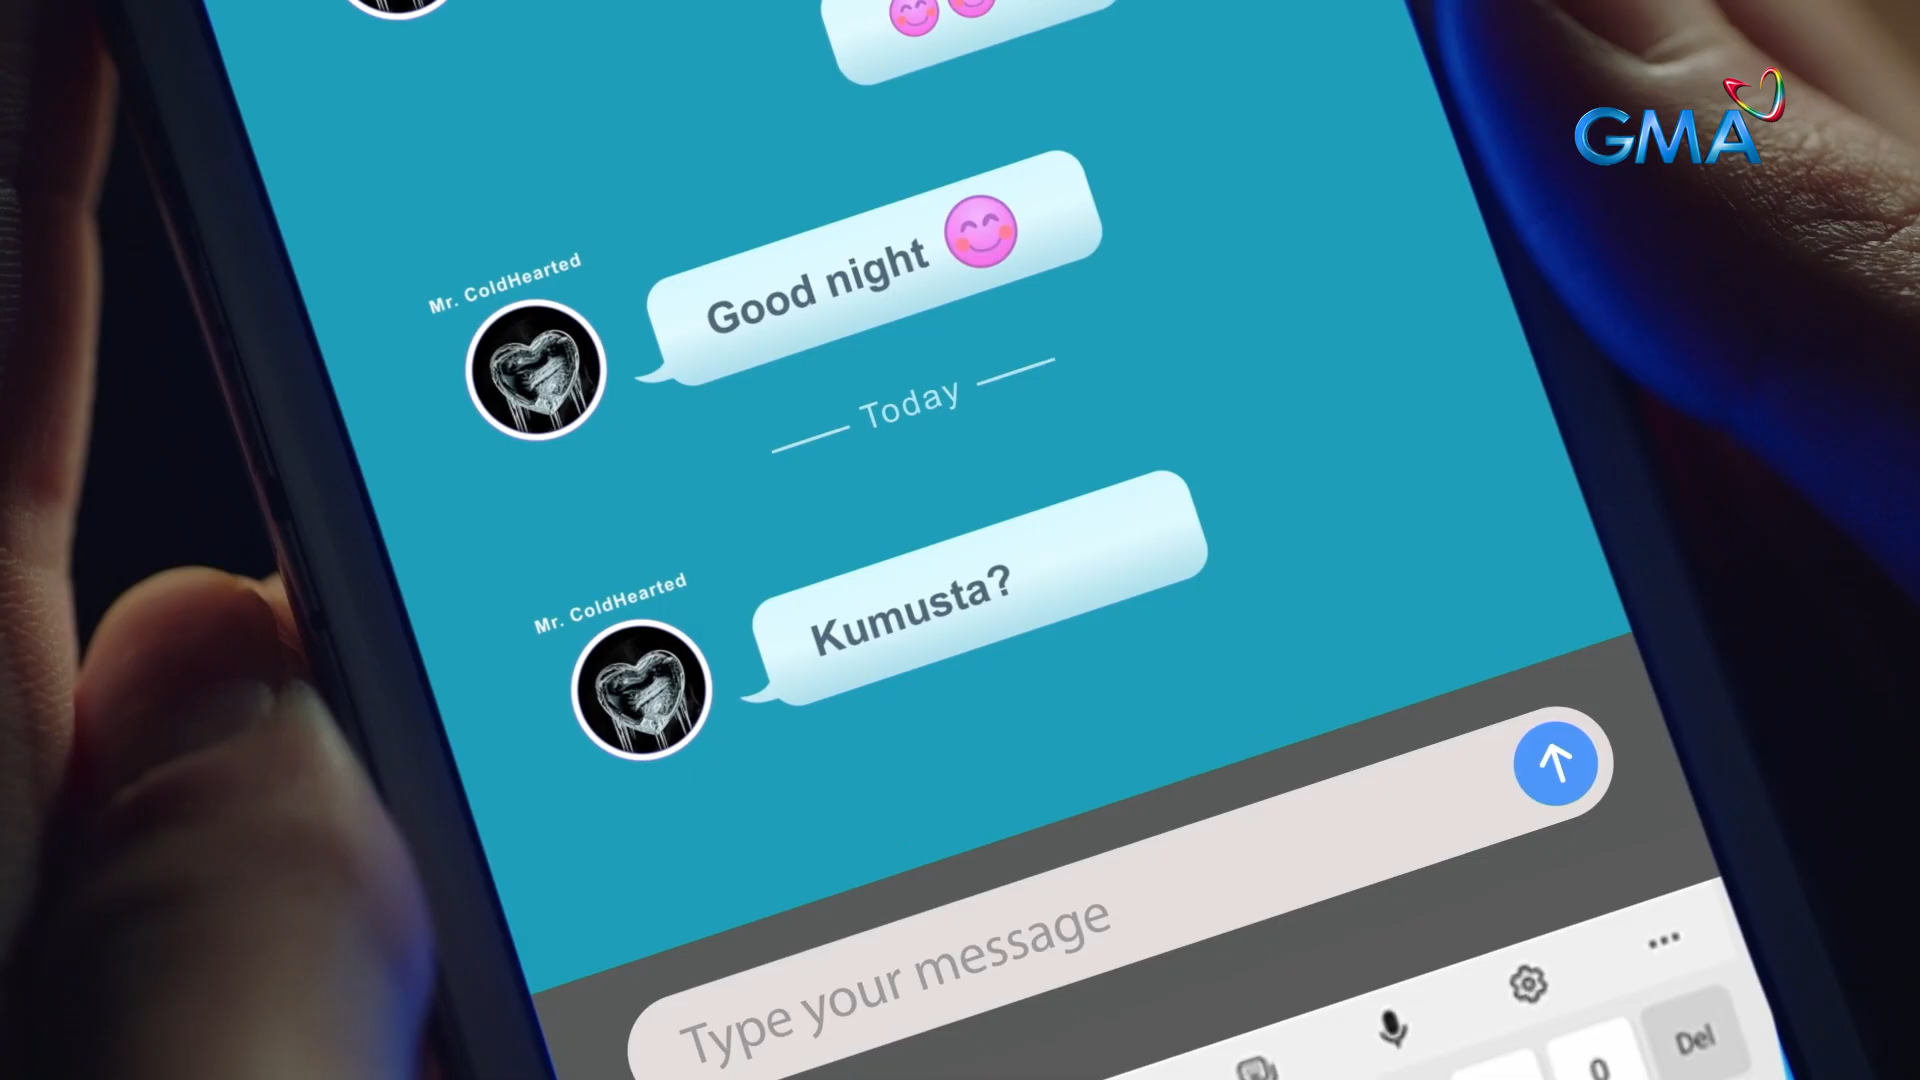 GMA
Mr. ColdHearted
Good night
Today
Mr. ColdHearted
Kumusta?
Type your message
Del
0